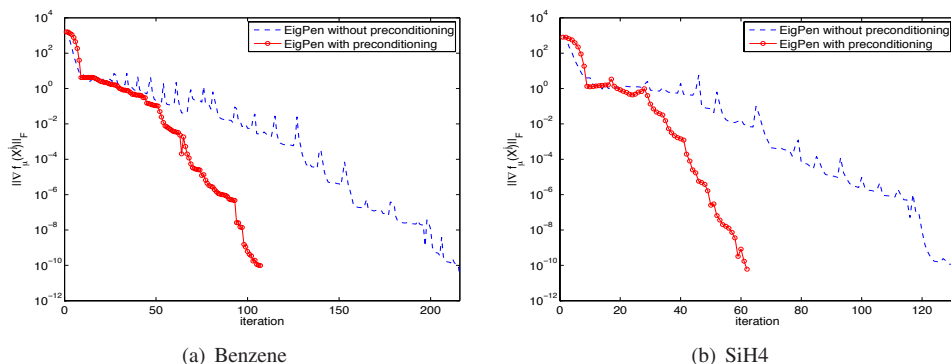 10^4
10^2
10^0
10^-2
10^-4
10^-6
10^-8
10^-10
10^-12
||∇ f_μ(X^j)||_F
0 50 100 150 200
iteration
EigPen without preconditioning
EigPen with preconditioning
(a) Benzene
10^4
10^2
10^0
10^-2
10^-4
10^-6
10^-8
10^-10
10^-12
||∇ f_μ(X^j)||_F
0 20 40 60 80 100 120
iteration
EigPen without preconditioning
EigPen with preconditioning
(b) SiH4